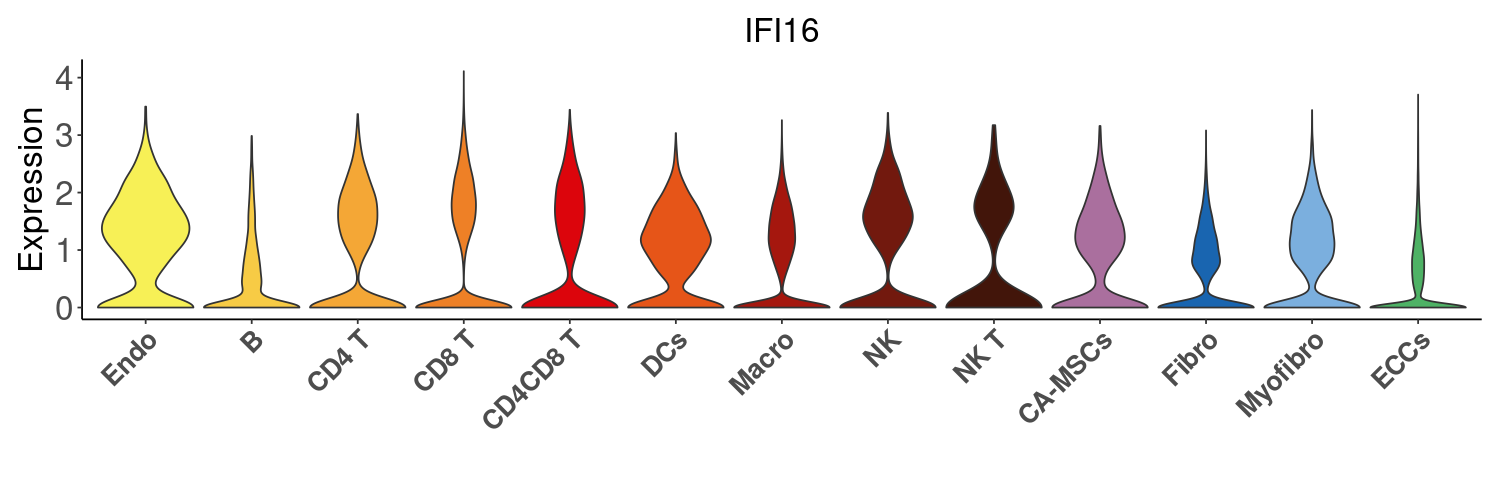 IFI16
Expression
4
3
2
1
0
Endo
B
CD4 T
CD8 T
CD4CD8 T
DCs
Macro
NK
NK T
CA-MSCs
Fibro
Myofibro
ECCs